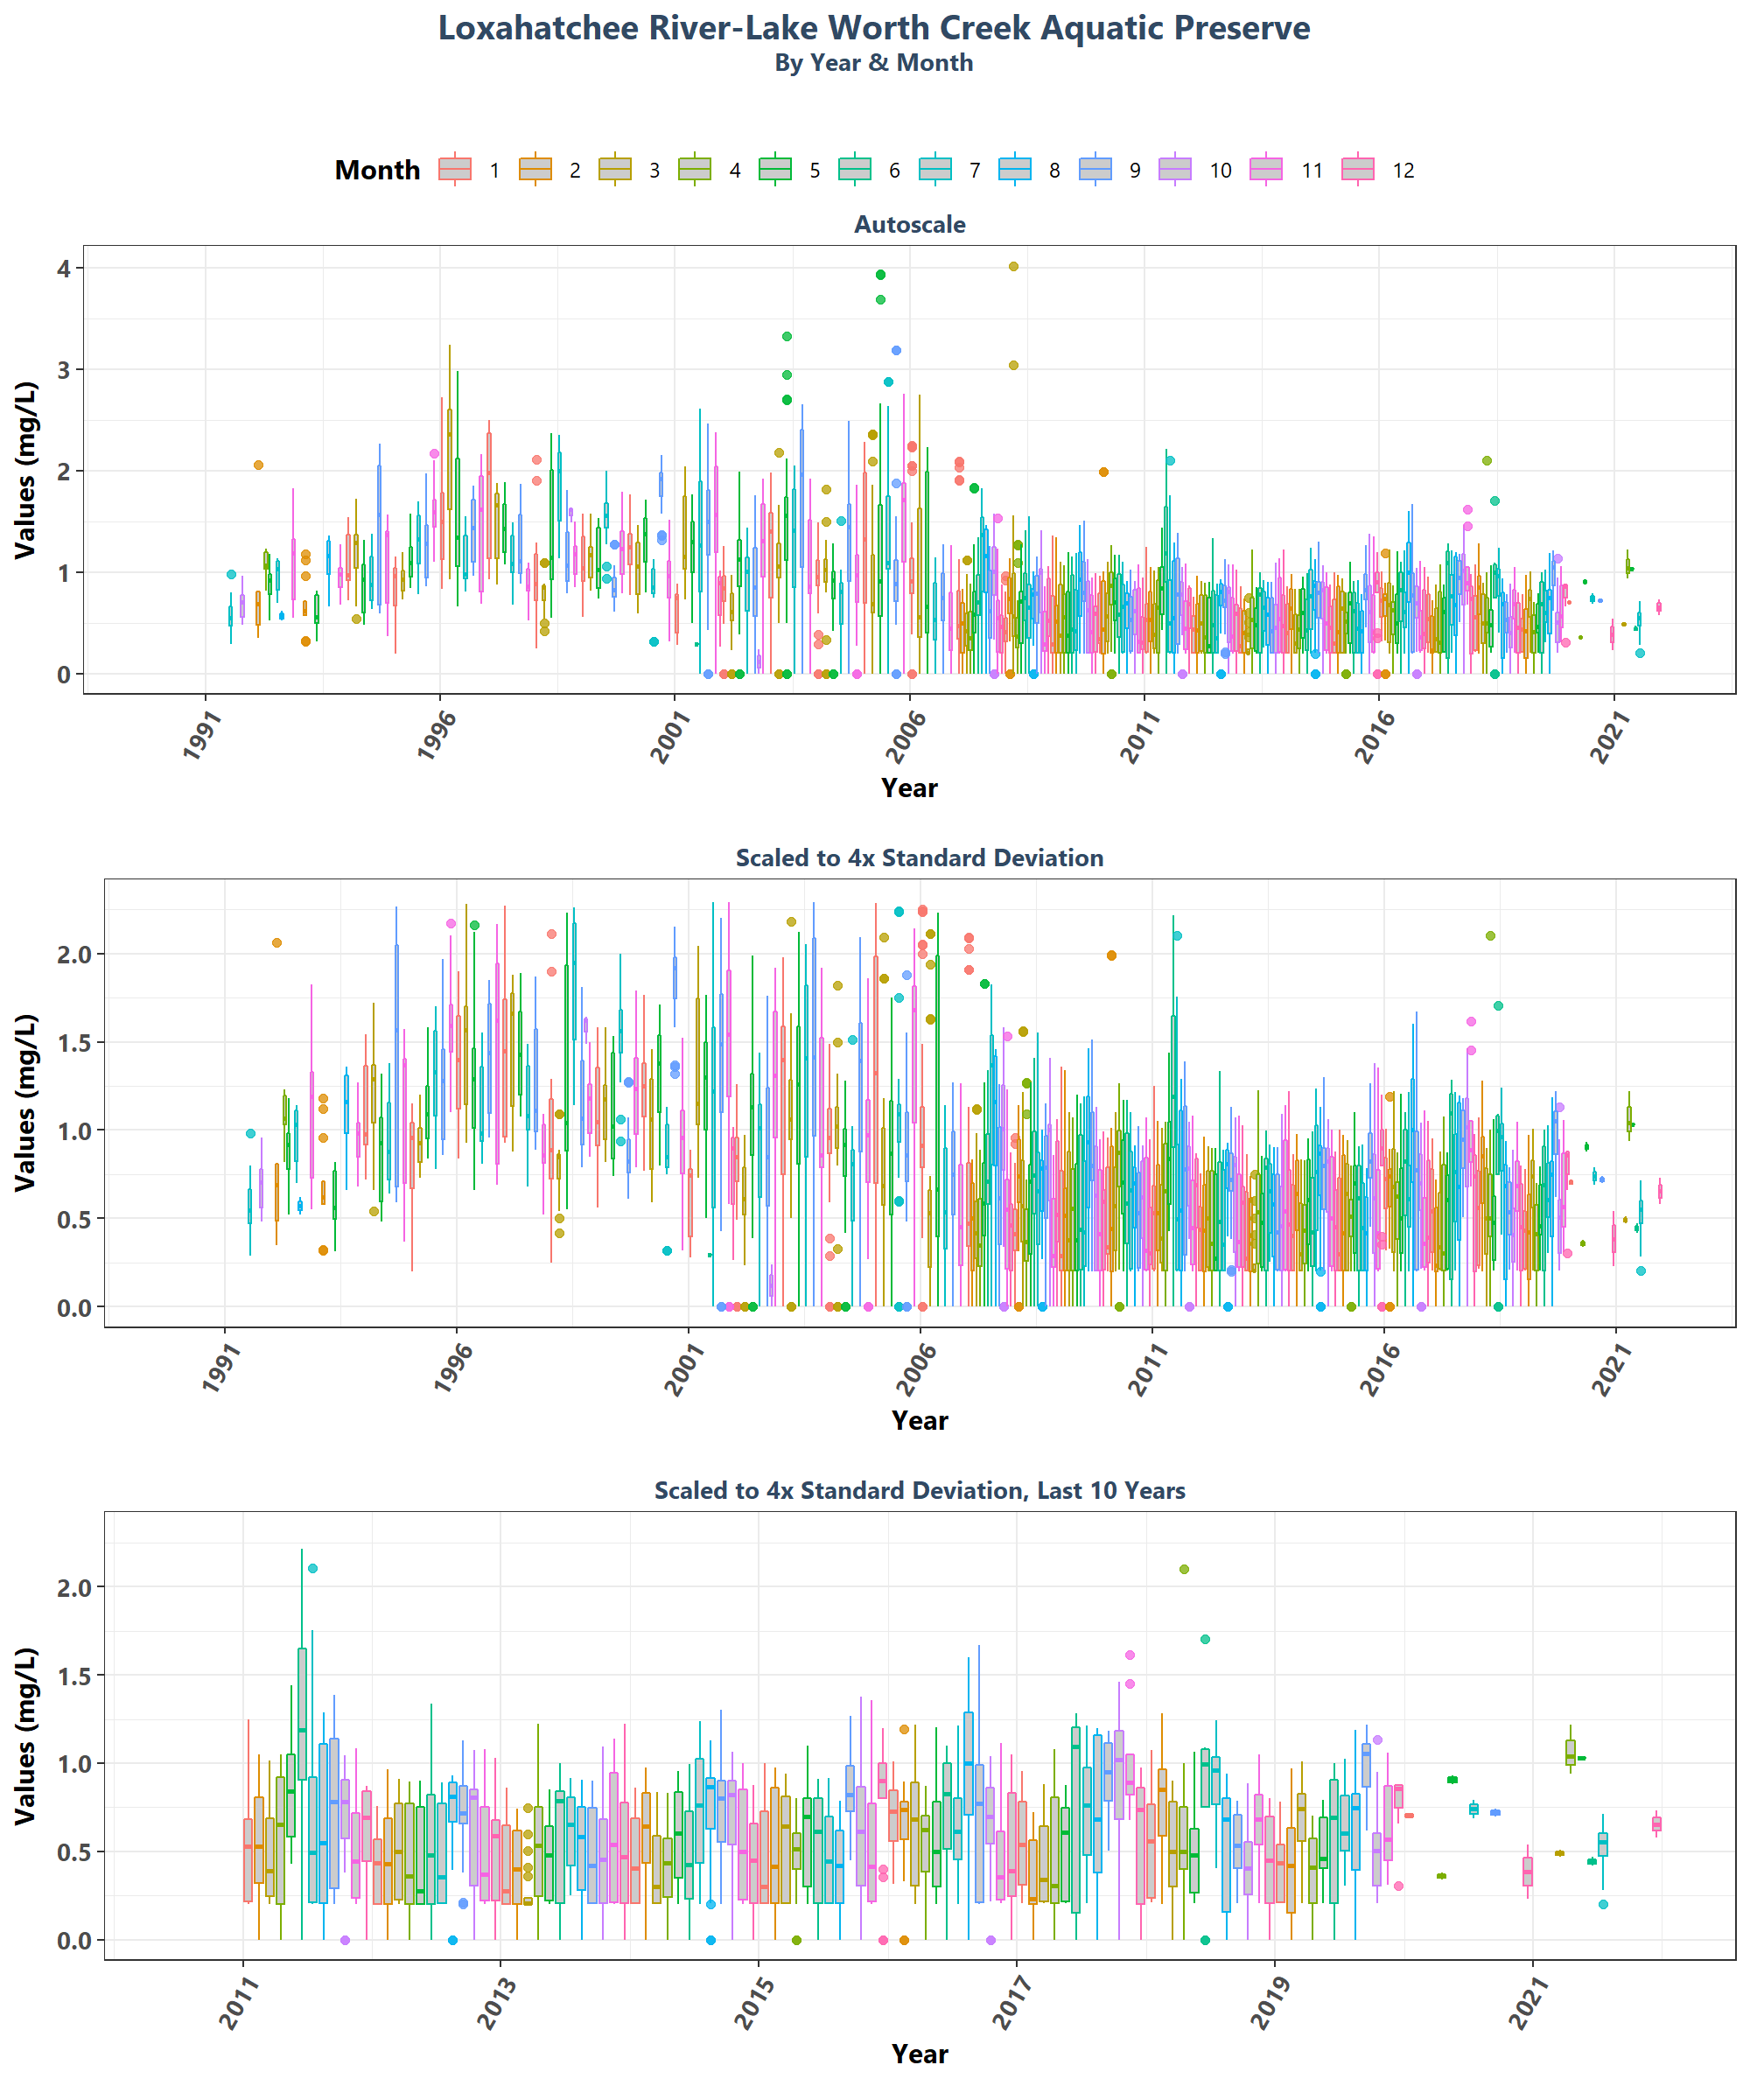 Loxahatchee River-Lake Worth Creek Aquatic Preserve
By Year & Month
Month 1 2 3 4 5 6 7 8 9 10 11 12
Autoscale
Values (mg/L)
4
3
2
1
0
1991 1996 2001 2006 2011 2016 2021
Year
Scaled to 4x Standard Deviation
Values (mg/L)
2.0
1.5
1.0
0.5
0.0
1991 1996 2001 2006 2011 2016 2021
Year
Scaled to 4x Standard Deviation, Last 10 Years
Values (mg/L)
2.0
1.5
1.0
0.5
0.0
2011 2013 2015 2017 2019 2021
Year